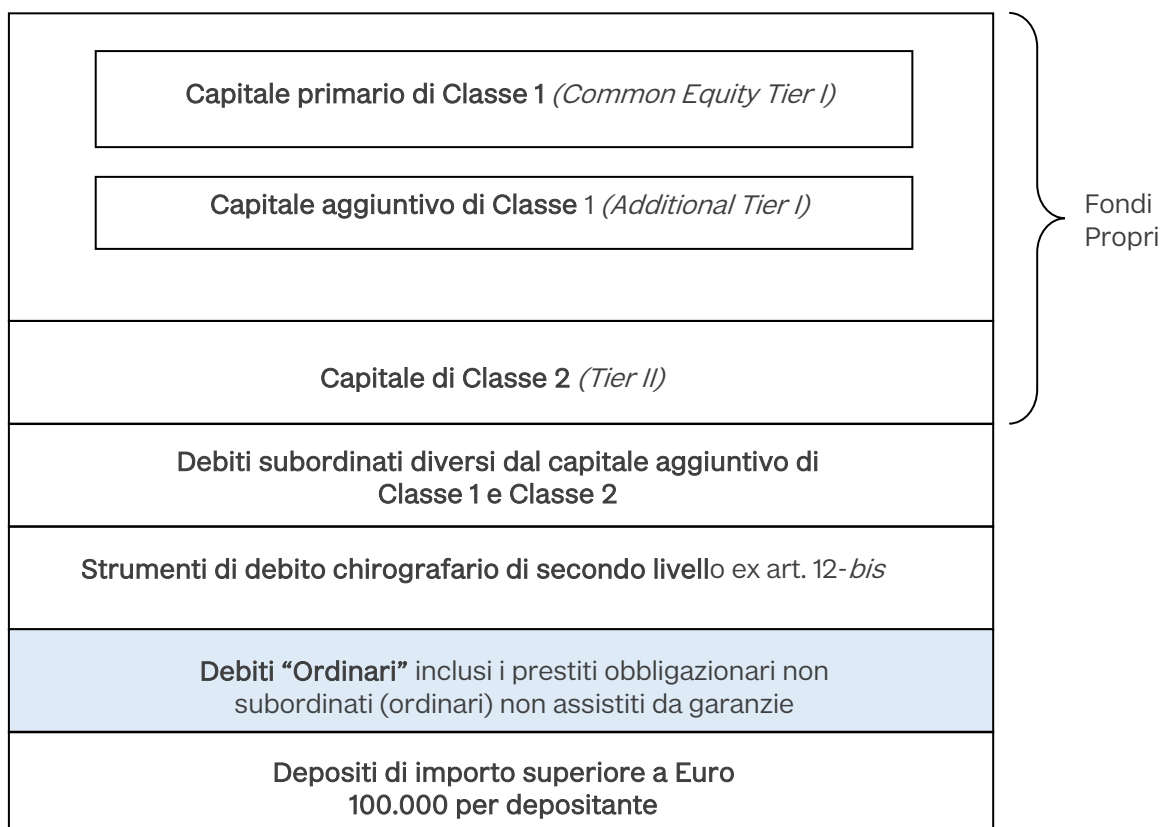 Capitale primario di Classe 1 (Common Equity Tier I)
Capitale aggiuntivo di Classe 1 (Additional Tier I)
Fondi
Propri
Capitale di Classe 2 (Tier II)
Debiti subordinati diversi dal capitale aggiuntivo di
Classe 1 e Classe 2
Strumenti di debito chirografario di secondo livello ex art. 12-bis
Debiti “Ordinari” inclusi i prestiti obbligazionari non
subordinati (ordinari) non assistiti da garanzie
Depositi di importo superiore a Euro
100.000 per depositante